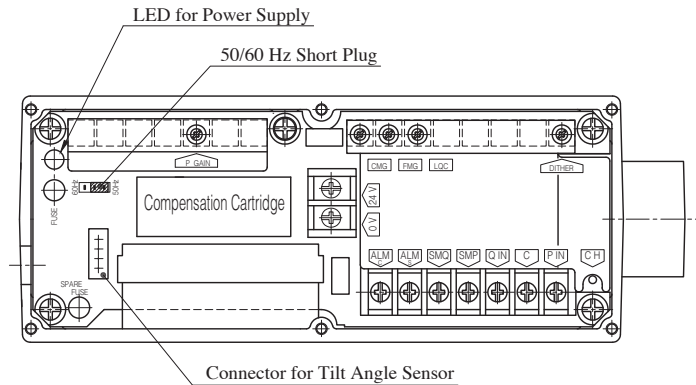 LED for Power Supply
50/60 Hz Short Plug
P GAIN
CMG
FMG
LQC
DITHER
60Hz
50Hz
FUSE
Compensation Cartridge
24 V
0 V
ALM C
ALM S
SMQ
SMP
Q IN
C
P IN
C H
SPARE
FUSE
Connector for Tilt Angle Sensor